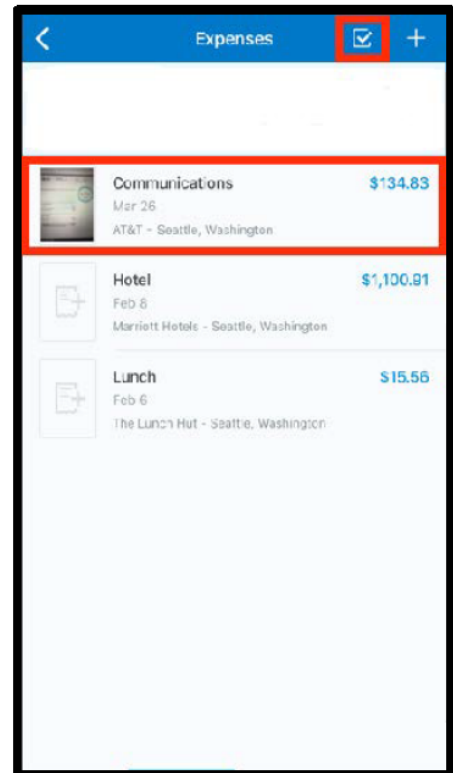 Expenses
Communications
$134.83
Mar 26
AT&T - Seattle, Washington
Hotel
$1,100.91
Feb 8
Marriott Hotels - Seattle, Washington
Lunch
$15.56
Feb 6
The Lunch Hut - Seattle, Washington